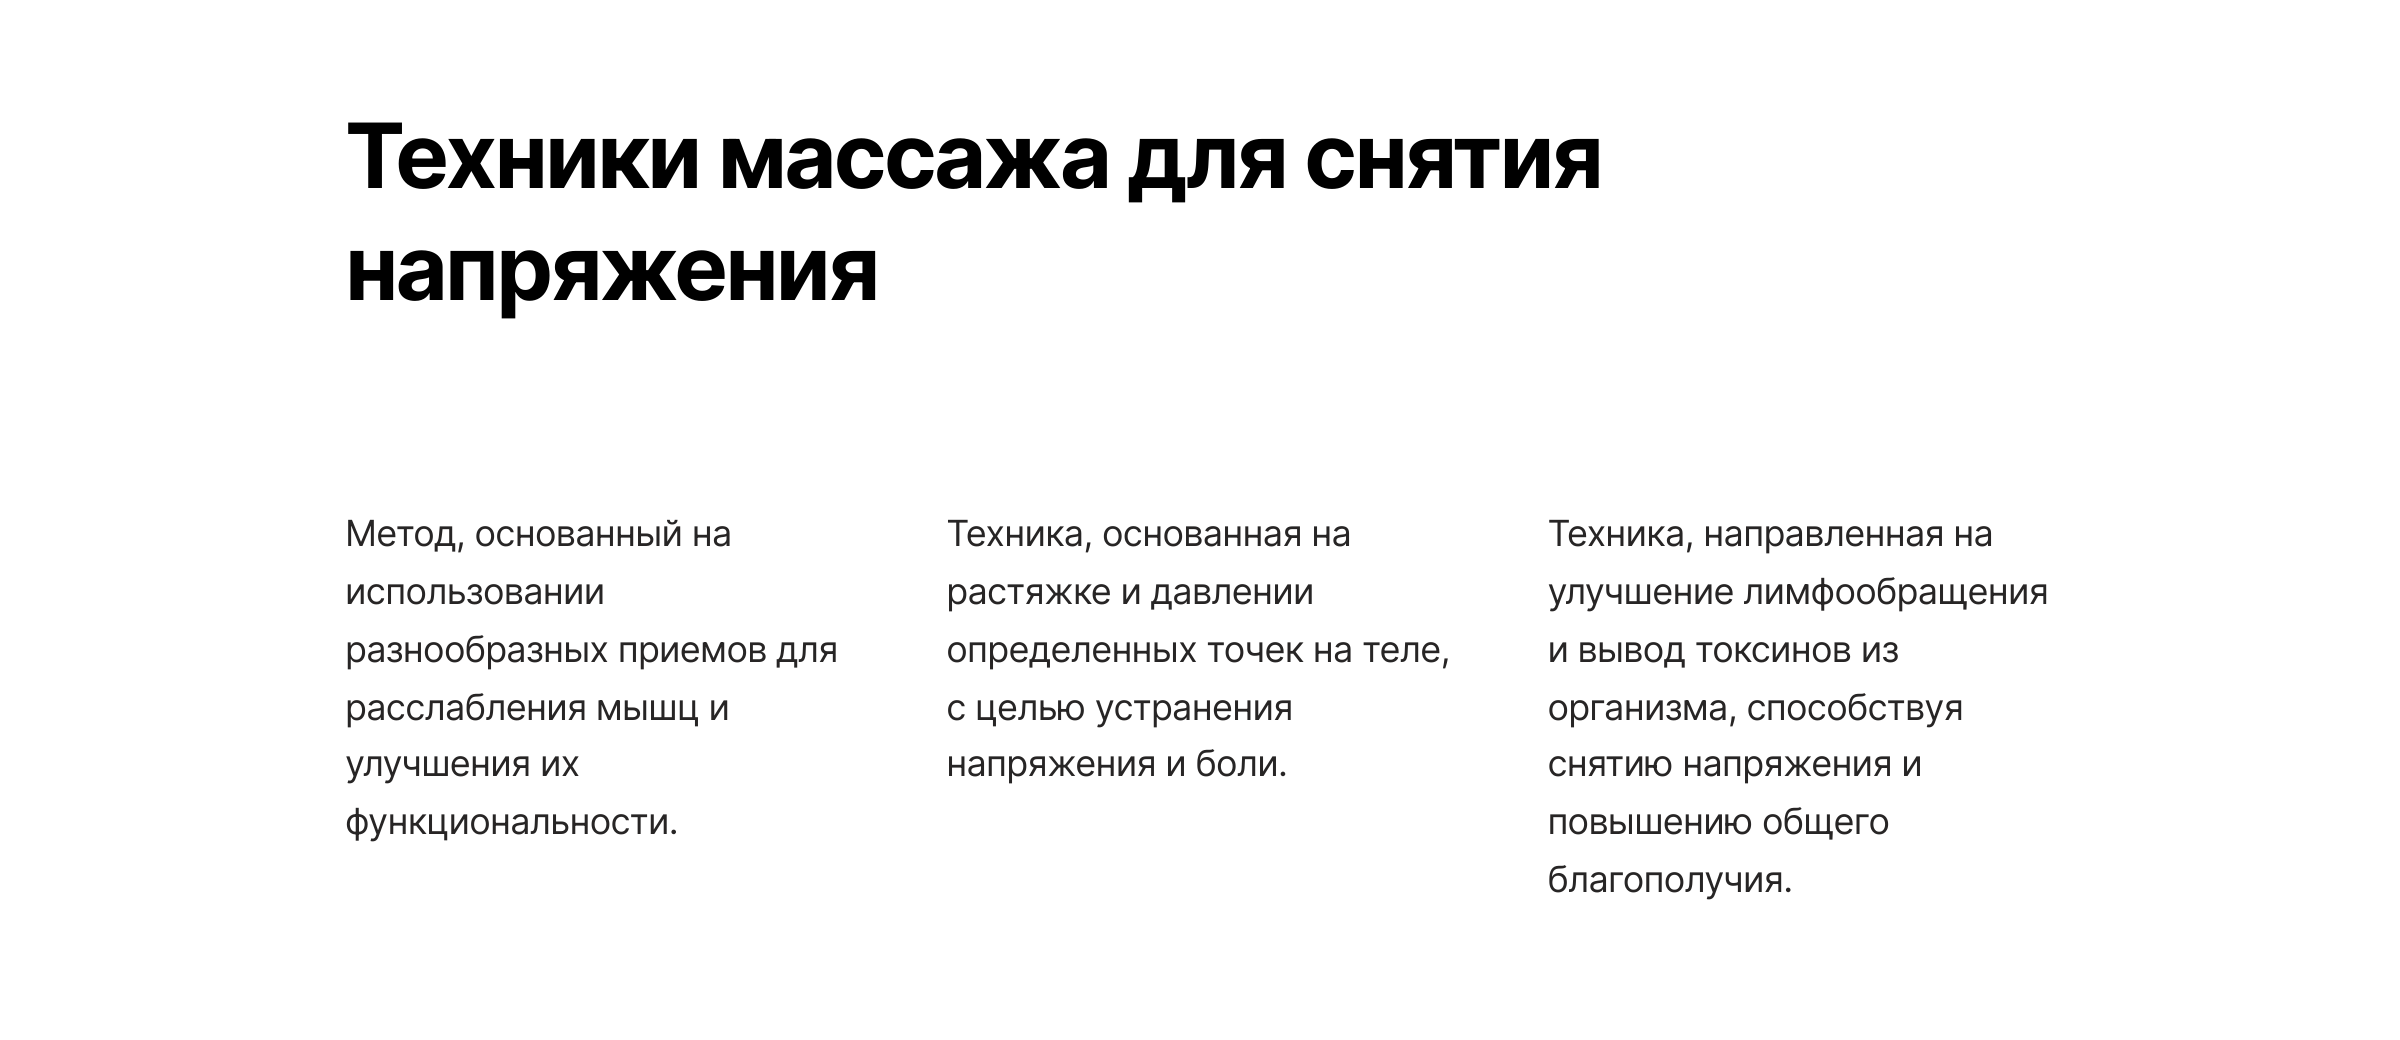 Техники массажа для снятия
напряжения
Метод, основанный на
использовании
разнообразных приемов для
расслабления мышц и
улучшения их
функциональности.
Техника, основанная на
растяжке и давлении
определенных точек на теле,
с целью устранения
напряжения и боли.
Техника, направленная на
улучшение лимфообращения
и вывод токсинов из
организма, способствуя
снятию напряжения и
повышению общего
благополучия.